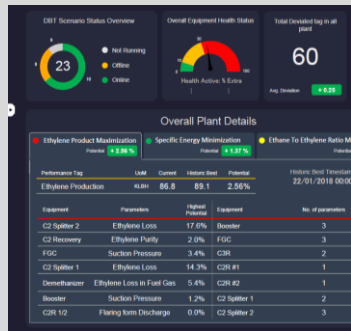 DBT Scenario Status Overview
23
Not Running
Offline
Online
Overall Equipment Health Status
Health Active: % Extra
Total Deviated tag in all
plant
60
Avg. Deviation + 0.25
Overall Plant Details
Ethylene Product Maximization
Potential + 2.56 %
Specific Energy Minimization
Potential + 1.27 %
Ethane To Ethylene Ratio M
Potential
Performance Tag UoM Current Historic Best Potential
Ethylene Production KLBH 86.8 89.1 2.56%
Historic Best Timestam
22/01/2018 00:00
Equipment Parameters Highest Potential Equipment No. of parameters
C2 Splitter 2 Ethylene Loss 17.6% Booster 3
C2 Recovery Ethylene Purity 2.0% FGC 3
FGC Suction Pressure 3.4% C3R 2
C2 Splitter 1 Ethylene Loss 14.3% C2R #1 1
Demethanizer Ethylene Loss in Fuel Gas 5.4% C2R #2 1
Booster Suction Pressure 1.2% C2 Splitter 1 2
C2R 1/2 Flaring form Discharge 0.0% C2 Splitter 2 3